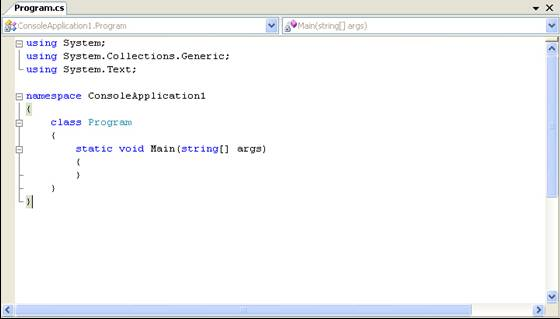 Program.cs
ConsoleApplication1.Program
Main(string[] args)
using System;
using System.Collections.Generic;
using System.Text;
namespace ConsoleApplication1
{
class Program
{
static void Main(string[] args)
{
}
}
}